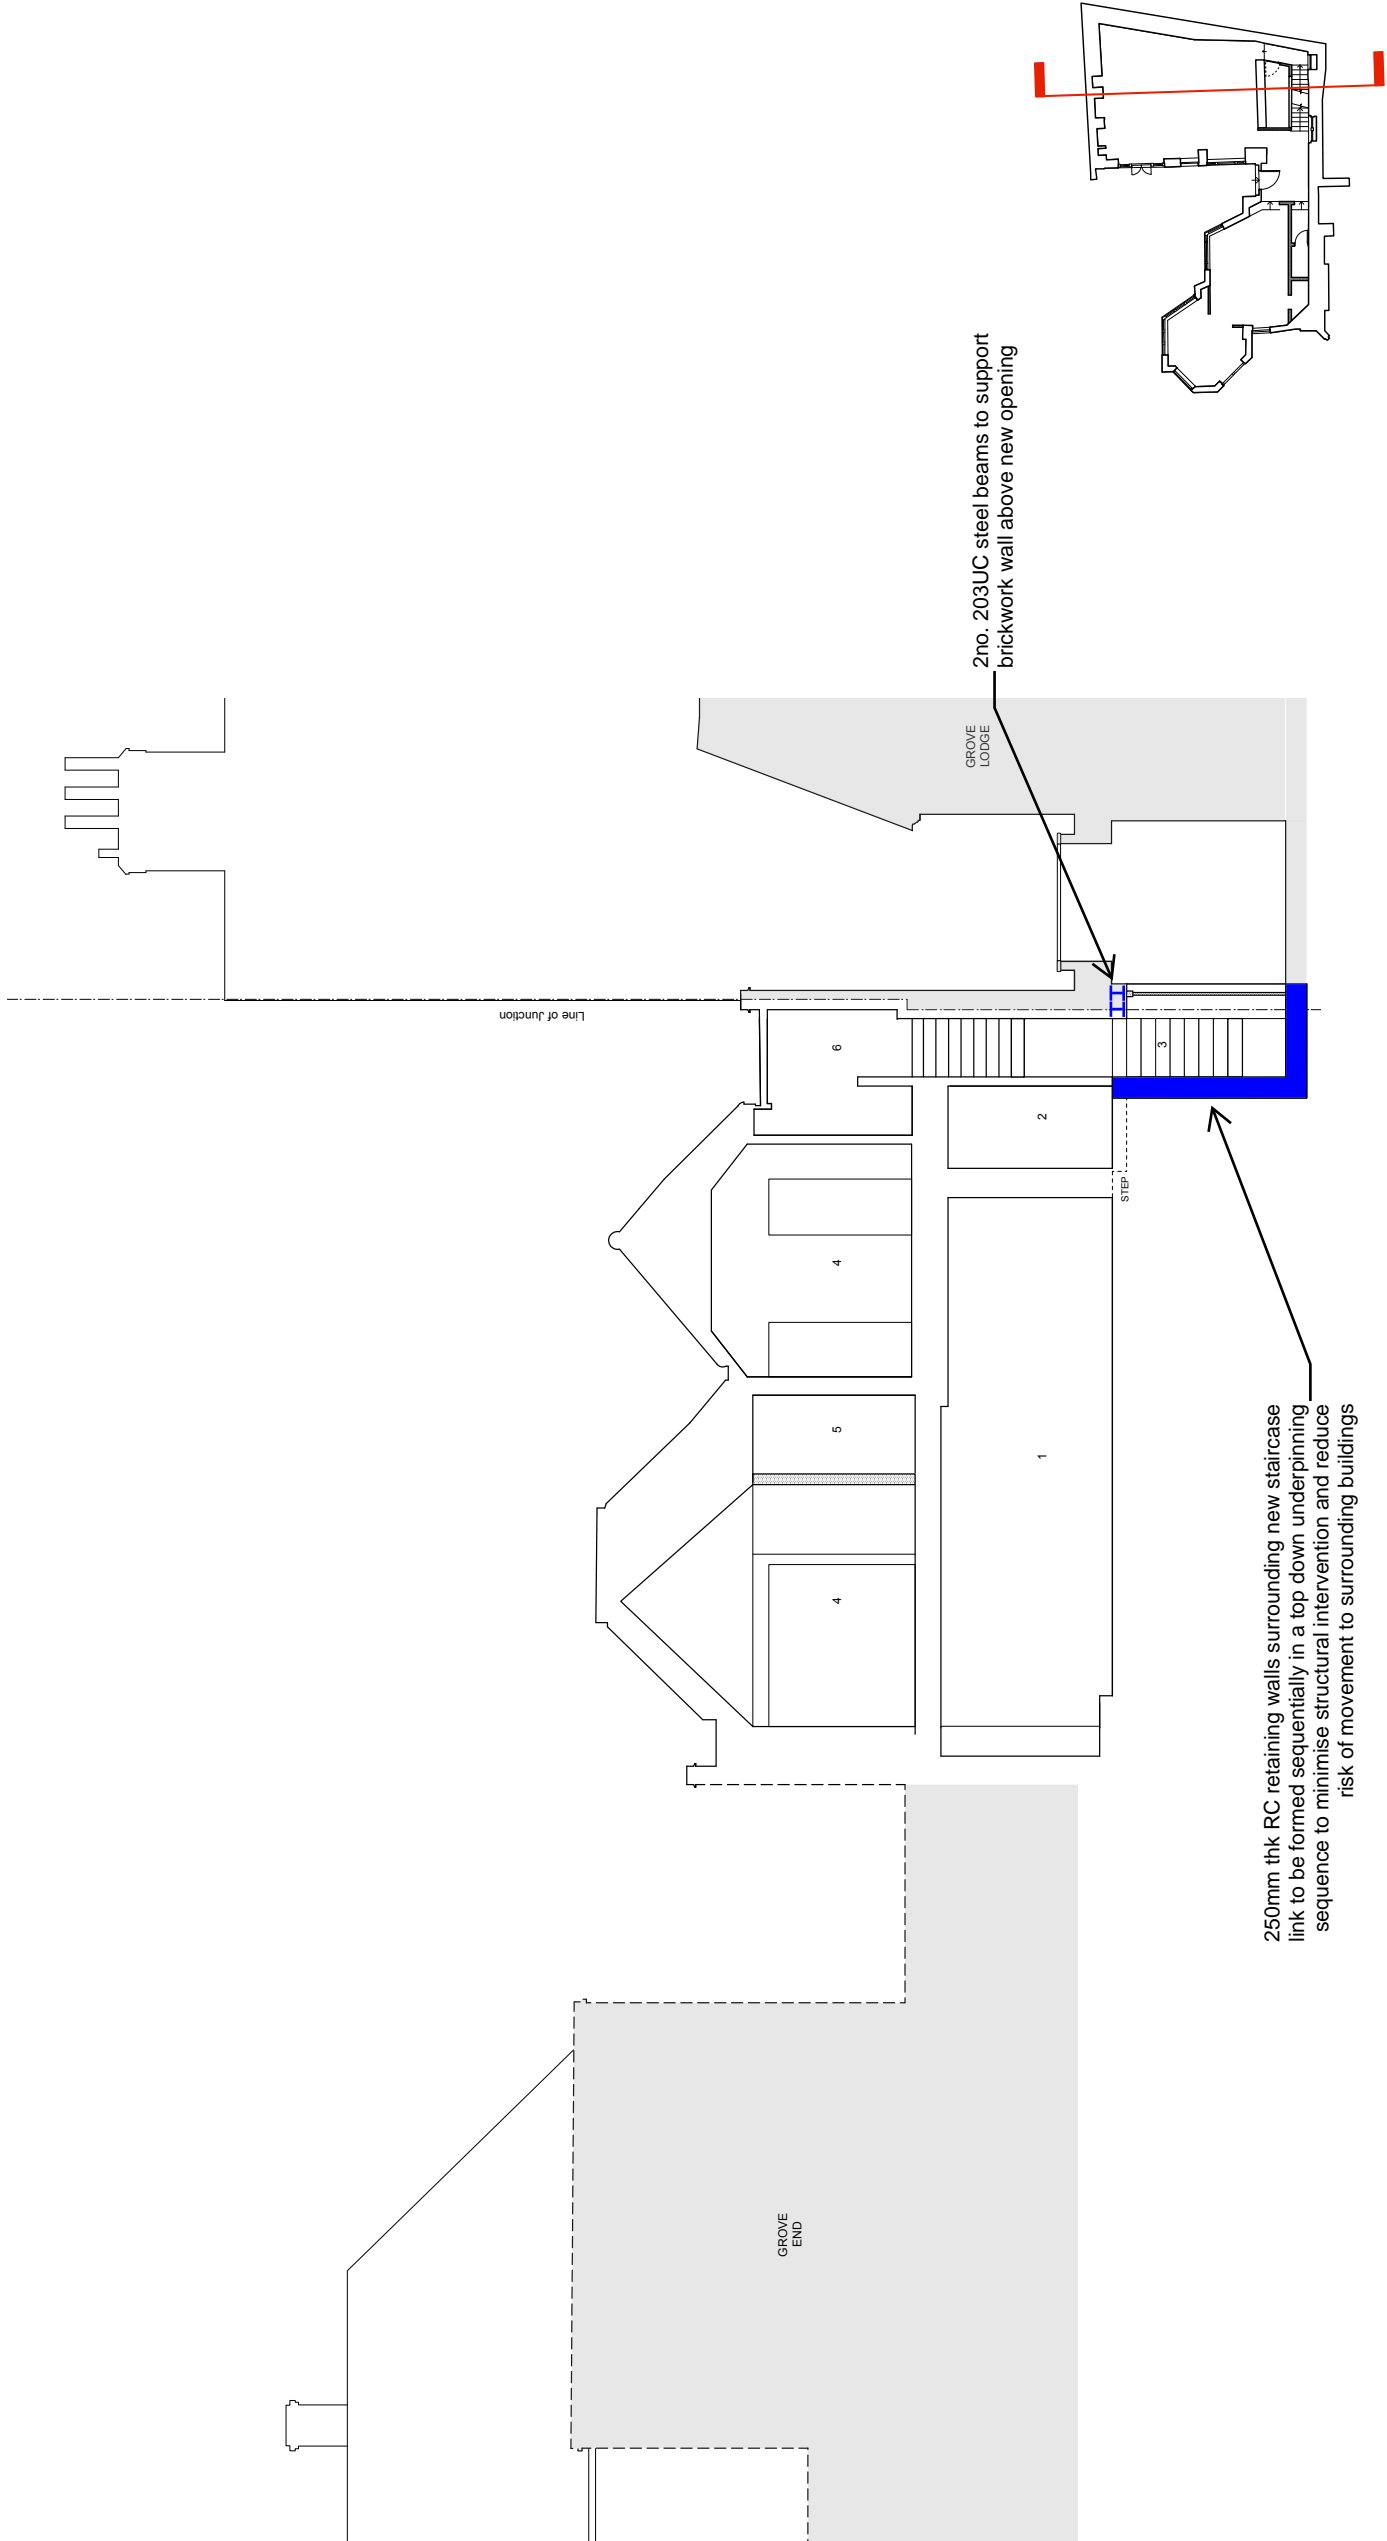 2no. 203UC steel beams to support
brickwork wall above new opening
GROVE
LODGE
Line of Junction
6
3
2
STEP
4
5
1
4
250mm thk RC retaining walls surrounding new staircase
link to be formed sequentially in a top down underpinning
sequence to minimise structural intervention and reduce
risk of movement to surrounding buildings
GROVE
END